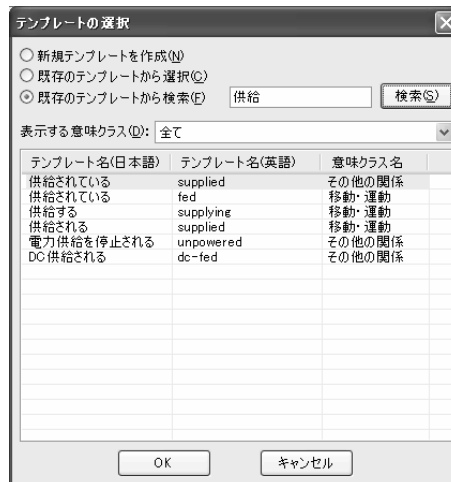 テンプレートの選択
新規テンプレートを作成(N)
既存のテンプレートから選択(C)
既存のテンプレートから検索(F) 供給 検索(S)
表示する意味クラス(D): 全て
テンプレート名(日本語) テンプレート名(英語) 意味クラス名
供給されている supplied その他の関係
供給されている fed 移動・運動
供給する supplying 移動・運動
供給される supplied 移動・運動
電力供給を停止される unpowered その他の関係
DC供給される dc-fed その他の関係
OK キャンセル